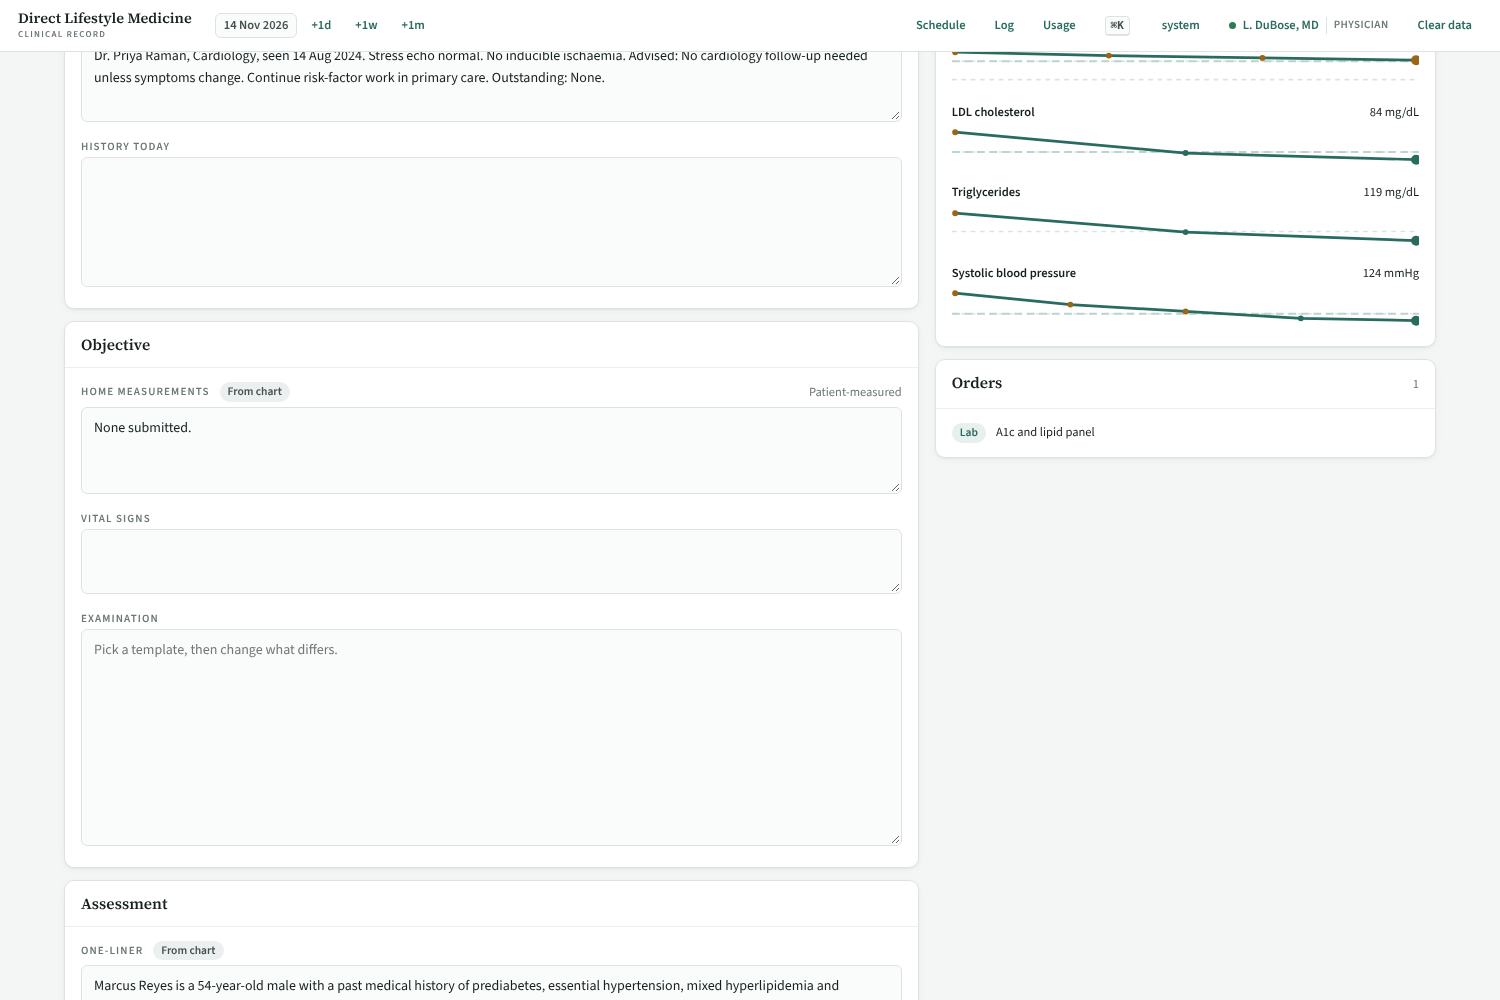 Direct Lifestyle Medicine
CLINICAL RECORD
14 Nov 2026
+1d
+1w
+1m
Schedule
Log
Usage
⌘K
system
L. DuBose, MD
PHYSICIAN
Clear data
Dr. Priya Raman, Cardiology, seen 14 Aug 2024. Stress echo normal. No inducible ischaemia. Advised: No cardiology follow-up needed
unless symptoms change. Continue risk-factor work in primary care. Outstanding: None.
HISTORY TODAY
Objective
HOME MEASUREMENTS From chart Patient-measured
None submitted.
VITAL SIGNS
EXAMINATION
Pick a template, then change what differs.
Assessment
ONE-LINER From chart
Marcus Reyes is a 54-year-old male with a past medical history of prediabetes, essential hypertension, mixed hyperlipidemia and
LDL cholesterol 84 mg/dL
Triglycerides 119 mg/dL
Systolic blood pressure 124 mmHg
Orders 1
Lab A1c and lipid panel